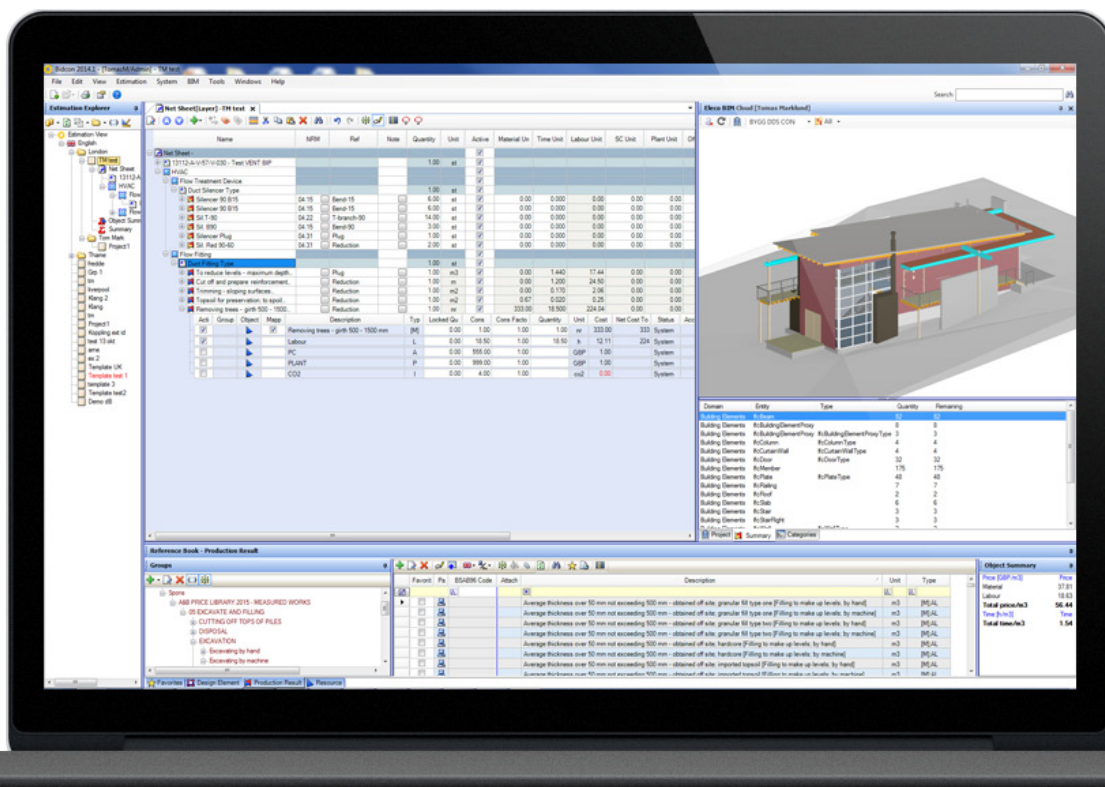 Bidcon 2014.1 - [TomasM/Admin] - TM test
File Edit View Estimation System BIM Tools Windows Help
Search
Estimation Explorer
Estimation View
English
London
TM test
Net Sheet
13112-A
HVAC
Flow
Flow
Object Summ
Summary
Tom Mark
Project1
Thame
fredde
Grp 1
tm
liverpool
Klang 2
Klang
tm
Project1
Koppling ext id
test 13 okt
arne
ex 2
Template UK
Template test 1
template 3
Template test2
Demo dB
Net Sheet[Layer] -TM test
Name NRM Ref Note Quantity Unit Active Material Un Time Unit Labour Unit SC Unit Plant Unit
Net Sheet -
13112-A-V-57-V-030 - Test VENT BIP 1.00 st
HVAC
Flow Treatment Device
Duct Silencer Type 1.00 st
Silencer 90 B15 04.15 Bend-15 6.00 st 0.00 0.000 0.00 0.00 0.00
Silencer 90 B15 04.15 Bend-15 6.00 st 0.00 0.000 0.00 0.00 0.00
Sil.T-90 04.22 T-branch-90 14.00 st 0.00 0.000 0.00 0.00 0.00
Sil. B90 04.15 Bend-90 3.00 st 0.00 0.000 0.00 0.00 0.00
Silencer Plug 04.31 Plug 1.00 st 0.00 0.000 0.00 0.00 0.00
Sil. Red 90-60 04.31 Reduction 2.00 st 0.00 0.000 0.00 0.00 0.00
Flow Fitting
Duct Fitting Type 1.00 st
To reduce levels - maximum depth.. Plug 1.00 m3 0.00 1.440 17.44 0.00 0.00
Cut off and prepare reinforcement.. Reduction 1.00 m 0.00 1.200 24.50 0.00 0.00
Trimming - sloping surfaces.. Reduction 1.00 m2 0.00 0.170 2.06 0.00 0.00
Topsoil for preservation; to spoil.. Reduction 1.00 m2 0.67 0.020 0.25 0.00 0.00
Removing trees - girth 500 - 1500.. Reduction 1.00 nr 333.00 18.500 224.04 0.00 0.00
Acti Group Object Mapp Description Typ Locked Qu Cons Cons Facto Quantity Unit Cost Net Cost To Status
Removing trees - girth 500 - 1500 mm [M] 0.00 1.00 1.00 1.00 nr 333.00 333 System
Labour L 0.00 18.50 1.00 18.50 h 12.11 224 System
PC A 0.00 555.00 1.00 GBP 1.00 System
PLANT P 0.00 999.00 1.00 GBP 1.00 System
CO2 I 0.00 4.00 1.00 co2 0.00 System
Eleco BIM Cloud [Tomas Marklund]
BYGG DDS CON All
Domain Entity Type Quantity Remaining
Building Elements IfcBeam 82 82
Building Elements IfcBuildingElementProxy 8 8
Building Elements IfcBuildingElementProxy IfcBuildingElementProxyType 3 3
Building Elements IfcColumn IfcColumnType 4 4
Building Elements IfcCurtainWall IfcCurtainWallType 4 4
Building Elements IfcDoor IfcDoorType 32 32
Building Elements IfcMember 175 175
Building Elements IfcPlate IfcPlateType 48 48
Building Elements IfcRailing 7 7
Building Elements IfcRoof 2 2
Building Elements IfcSlab 6 6
Building Elements IfcStair 3 3
Building Elements IfcStairFlight 3 3
Project Summary Categories
Reference Book - Production Result
Groups
Spons
A&B PRICE LIBRARY 2015 - MEASURED WORKS
05 EXCAVATE AND FILLING
CUTTING OFF TOPS OF PILES
DISPOSAL
EXCAVATION
Excavating by hand
Excavating by machine
Favorites Design Element Production Result Resource
Favorit Pa BSAB96 Code Attach Description Unit Type
Average thickness over 50 mm not exceeding 500 mm - obtained off site; granular fill type one [Filling to make up levels; by hand] m3 [M] AL
Average thickness over 50 mm not exceeding 500 mm - obtained off site; granular fill type one [Filling to make up levels; by machine] m3 [M] AL
Average thickness over 50 mm not exceeding 500 mm - obtained off site; granular fill type two [Filling to make up levels; by hand] m3 [M] AL
Average thickness over 50 mm not exceeding 500 mm - obtained off site; granular fill type two [Filling to make up levels; by machine] m3 [M] AL
Average thickness over 50 mm not exceeding 500 mm - obtained off site; hardcore [Filling to make up levels; by hand] m3 [M] AL
Average thickness over 50 mm not exceeding 500 mm - obtained off site; hardcore [Filling to make up levels; by machine] m3 [M] AL
Average thickness over 50 mm not exceeding 500 mm - obtained off site; imported topsoil [Filling to make up levels; by hand] m3 [M] AL
Average thickness over 50 mm not exceeding 500 mm - obtained off site; imported topsoil [Filling to make up levels; by machine] m3
Object Summary
Price [GBP/m3] Price
Material 37.81
Labour 18.63
Total price/m3 56.44
Time [h/m3] Time
Total time/m3 1.54